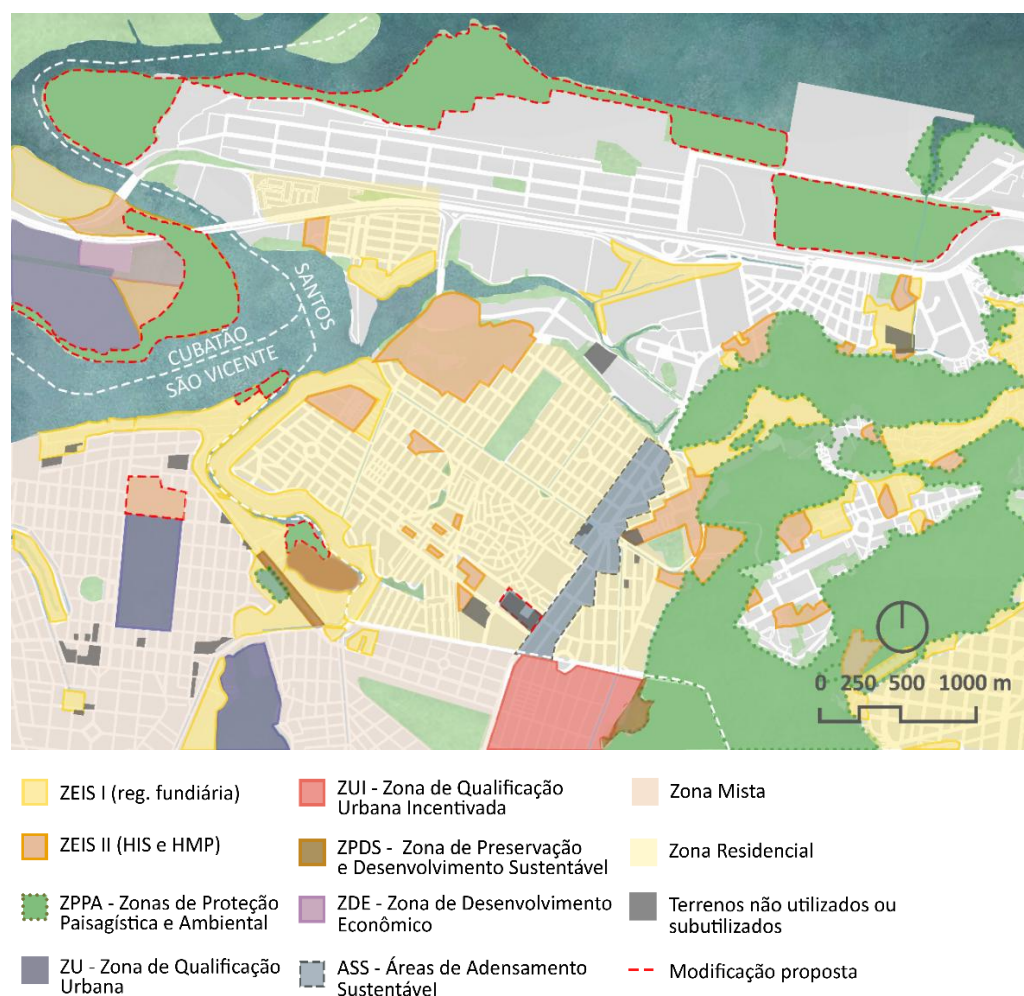 SANTOS
CUBATÃO
SÃO VICENTE
0 250 500 1000 m
ZEIS I (reg. fundiária)
ZEIS II (HIS e HMP)
ZPPA - Zonas de Proteção
Paisagística e Ambiental
ZU - Zona de Qualificação
Urbana
ZUI - Zona de Qualificação
Urbana Incentivada
ZPDS - Zona de Preservação
e Desenvolvimento Sustentável
ZDE - Zona de Desenvolvimento
Econômico
ASS - Áreas de Adensamento
Sustentável
Zona Mista
Zona Residencial
Terrenos não utilizados ou
subutilizados
Modificação proposta